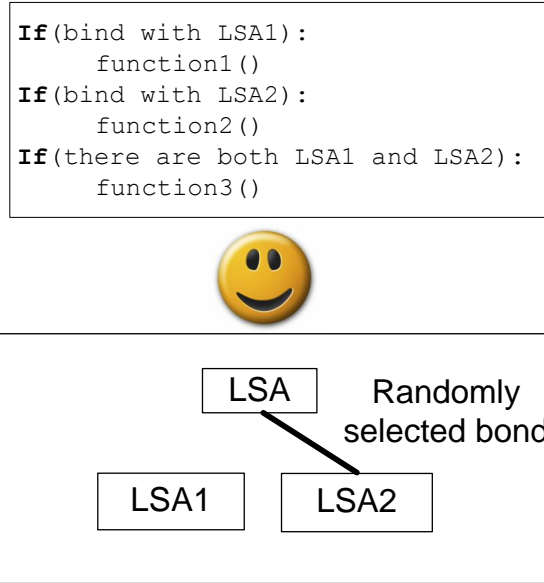 If(bind with LSA1):
function1()
If(bind with LSA2):
function2()
If(there are both LSA1 and LSA2):
function3()
LSA
Randomly
selected bond
LSA1
LSA2